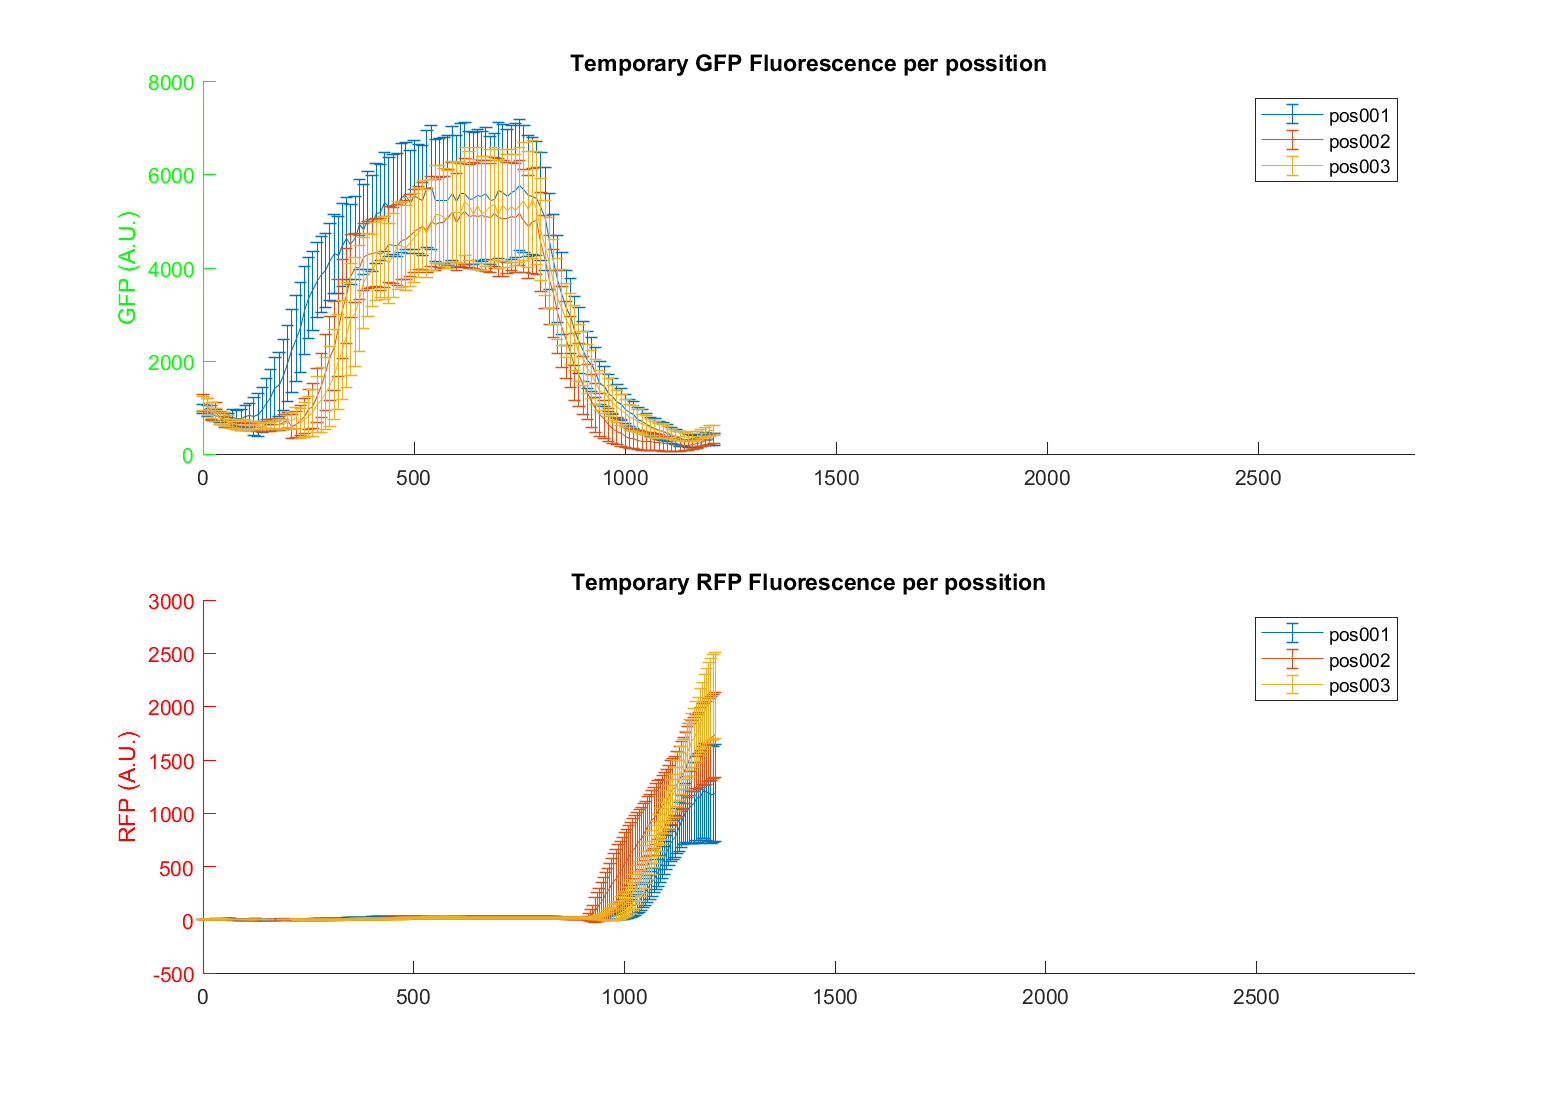 Temporary GFP Fluorescence per possition
8000
6000
4000
2000
0
GFP (A.U.)
0 500 1000 1500 2000 2500
pos001
pos002
pos003
Temporary RFP Fluorescence per possition
3000
2500
2000
1500
1000
500
0
-500
RFP (A.U.)
0 500 1000 1500 2000 2500
pos001
pos002
pos003